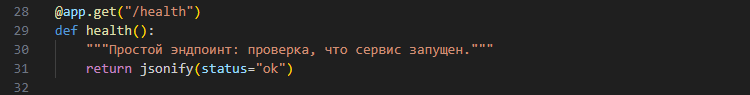 28 @app.get("/health")
29 def health():
30     """Простой эндпоинт: проверка, что сервис запущен."""
31     return jsonify(status="ok")
32